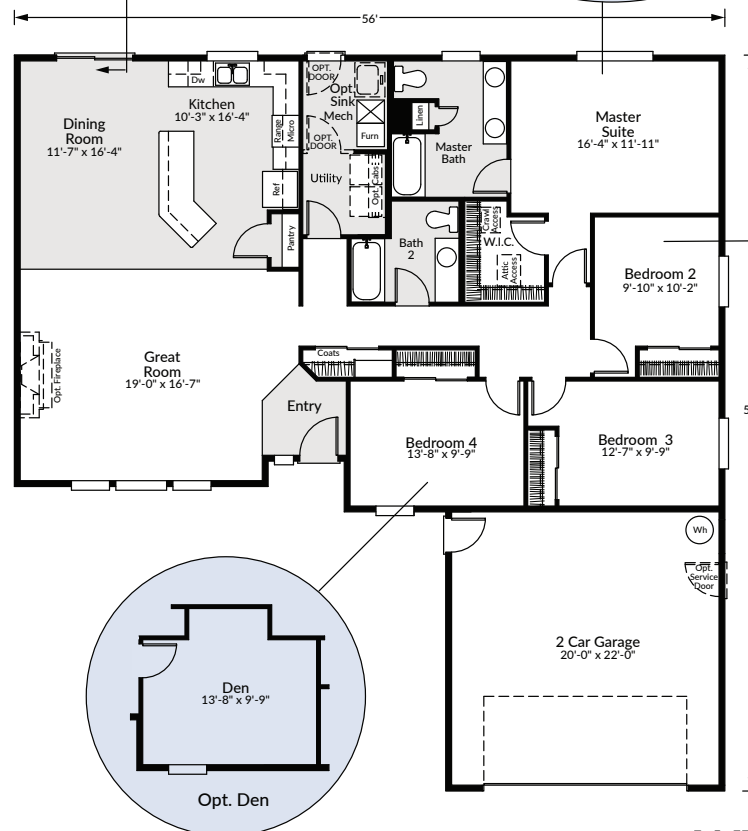 56'
Dining
Room
11'-7" x 16'-4"
Dw
Kitchen
10'-3" x 16'-4"
Range
Micro
Ref
Pantry
OPT.
DOOR
Opt.
Sink
Mech
Furn
OPT.
DOOR
Utility
Opt. Cabs
Linen
Master
Bath
Master
Suite
16'-4" x 11'-11"
Bath
2
Crawl
Access
W.I.C.
Attic
Access
Bedroom 2
9'-10" x 10'-2"
Opt. Fireplace
Great
Room
19'-0" x 16'-7"
Coats
Entry
Bedroom 4
13'-8" x 9'-9"
Bedroom 3
12'-7" x 9'-9"
Wh
Opt.
Service
Door
2 Car Garage
20'-0" x 22'-0"
Den
13'-8" x 9'-9"
Opt. Den